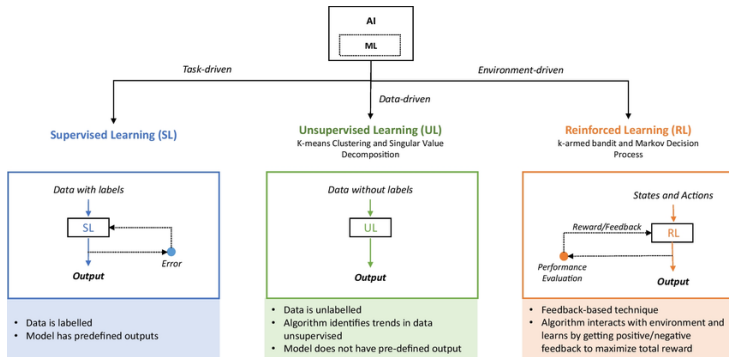 AI
ML
Task-driven
Environment-driven
Data-driven
Supervised Learning (SL)
Unsupervised Learning (UL)
K-means Clustering and Singular Value
Decomposition
Reinforced Learning (RL)
k-armed bandit and Markov Decision
Process
Data with labels
SL
Error
Output
Data without labels
UL
Output
States and Actions
Reward/Feedback
RL
Performance
Evaluation
Output
• Data is labelled
• Model has predefined outputs
• Data is unlabelled
• Algorithm identifies trends in data
unsupervised
• Model does not have pre-defined output
• Feedback-based technique
• Algorithm interacts with environment and
learns by getting positive/negative
feedback to maximize total reward